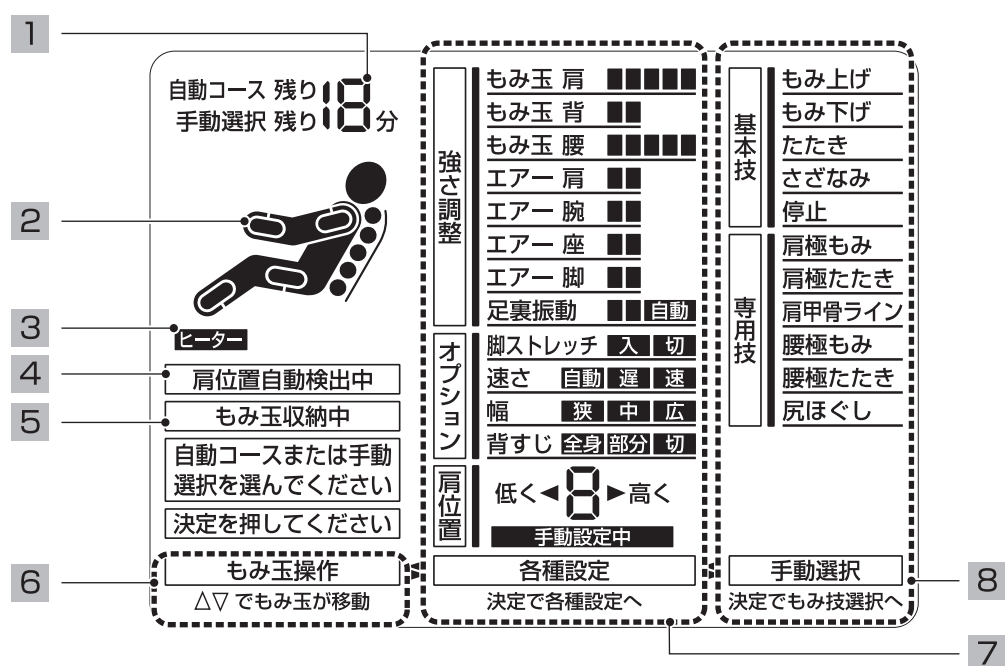 1
自動コース 残り
手動選択 残り 18 分
2
3
ヒーター
4
肩位置自動検出中
5
もみ玉収納中
自動コースまたは手動
選択を選んでください
決定を押してください
6
もみ玉操作
△▽ でもみ玉が移動
強さ調整
もみ玉 肩
もみ玉 背
もみ玉 腰
エアー 肩
エアー 腕
エアー 座
エアー 脚
足裏振動 自動
オプション
脚ストレッチ 入 切
速さ 自動 遅 速
幅 狭 中 広
背すじ 全身 部分 切
肩位置
低く◀8▶高く
手動設定中
各種設定
決定で各種設定へ
7
基本技
もみ上げ
もみ下げ
たたき
さざなみ
停止
専用技
肩極もみ
肩極たたき
肩甲骨ライン
腰極もみ
腰極たたき
尻ほぐし
手動選択
決定でもみ技選択へ
8